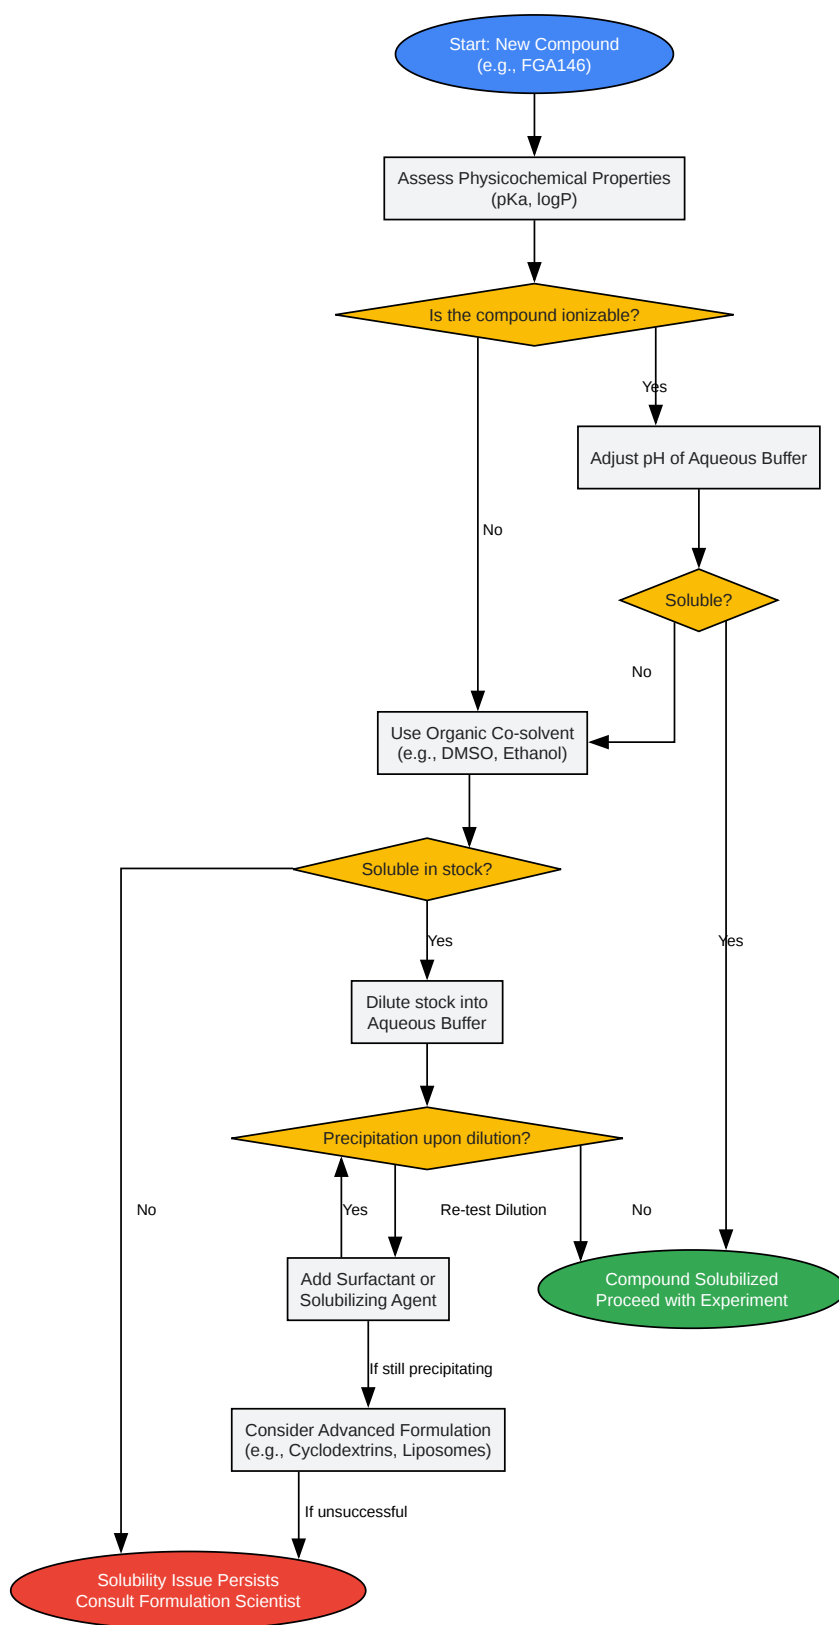 Start: New Compound
(e.g., FGA146)
Assess Physicochemical Properties
(pKa, logP)
Is the compound ionizable?
Yes
Adjust pH of Aqueous Buffer
No
Soluble?
No
Use Organic Co-solvent
(e.g., DMSO, Ethanol)
Soluble in stock?
Yes
Yes
Dilute stock into
Aqueous Buffer
Precipitation upon dilution?
No
Yes
Re-test Dilution
No
Add Surfactant or
Solubilizing Agent
Compound Solubilized
Proceed with Experiment
If still precipitating
Consider Advanced Formulation
(e.g., Cyclodextrins, Liposomes)
If unsuccessful
Solubility Issue Persists
Consult Formulation Scientist